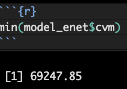 ```{r}
min(model_enet$cvm)
```
[1] 69247.85